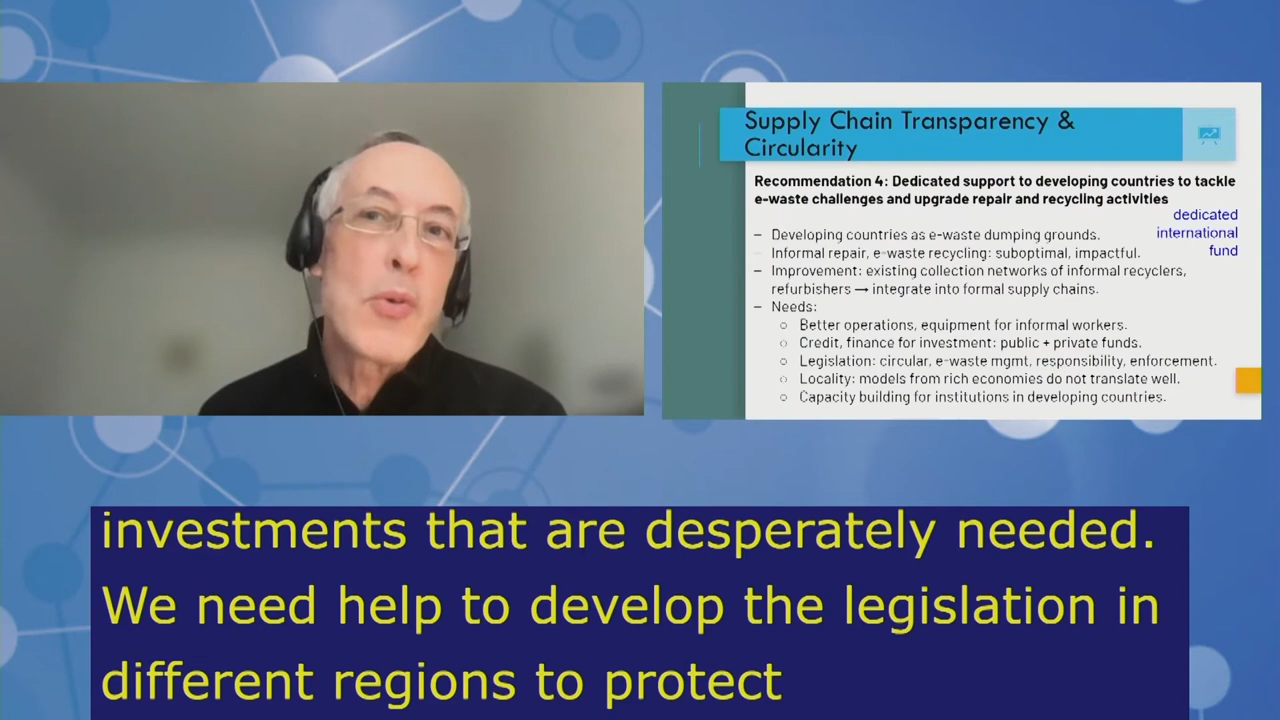 Supply Chain Transparency &
Circularity
Recommendation 4: Dedicated support to developing countries to tackle
e-waste challenges and upgrade repair and recycling activities
dedicated
international
fund
– Developing countries as e-waste dumping grounds.
– Informal repair, e-waste recycling: suboptimal, impactful.
– Improvement: existing collection networks of informal recyclers,
refurbishers → integrate into formal supply chains.
– Needs:
○ Better operations, equipment for informal workers.
○ Credit, finance for investment: public + private funds.
○ Legislation: circular, e-waste mgmt, responsibility, enforcement.
○ Locality: models from rich economies do not translate well.
○ Capacity building for institutions in developing countries.
investments that are desperately needed.
We need help to develop the legislation in
different regions to protect